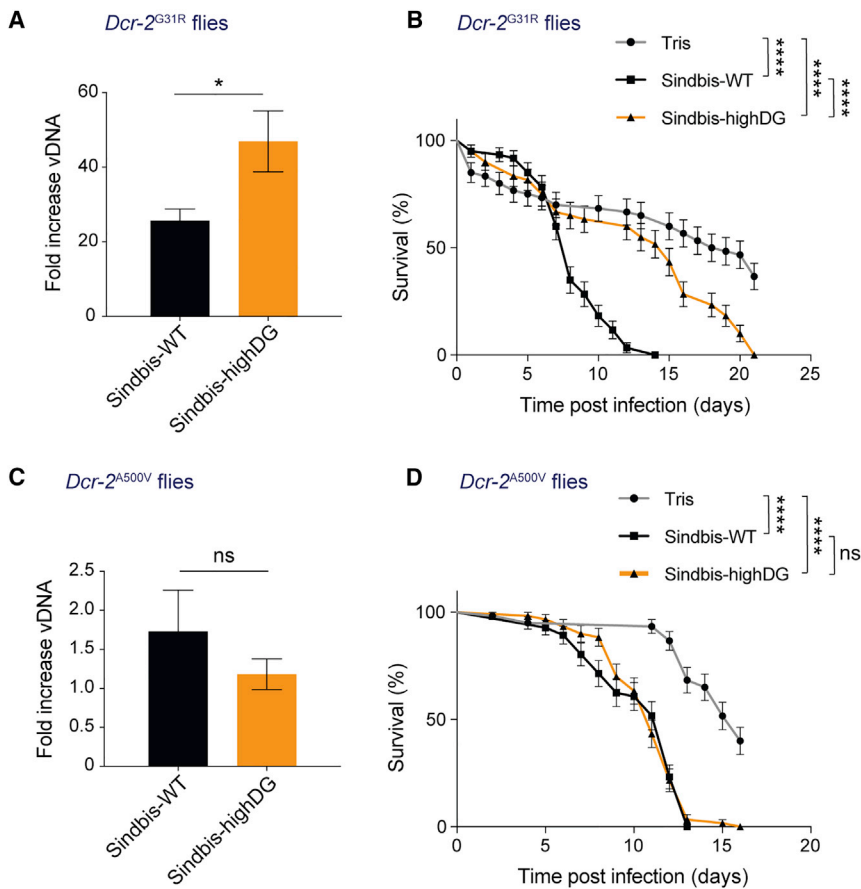 A
Dcr-2G31R flies
Fold increase vDNA
60
40
20
0
*
Sindbis-WT
Sindbis-highDG
B
Dcr-2G31R flies
Tris
Sindbis-WT
Sindbis-highDG
****
****
****
Survival (%)
100
50
0
0 5 10 15 20 25
Time post infection (days)
C
Dcr-2A500V flies
Fold increase vDNA
2.5
2.0
1.5
1.0
0.5
0
ns
Sindbis-WT
Sindbis-highDG
D
Dcr-2A500V flies
Tris
Sindbis-WT
Sindbis-highDG
****
****
ns
Survival (%)
100
50
0
0 5 10 15 20
Time post infection (days)